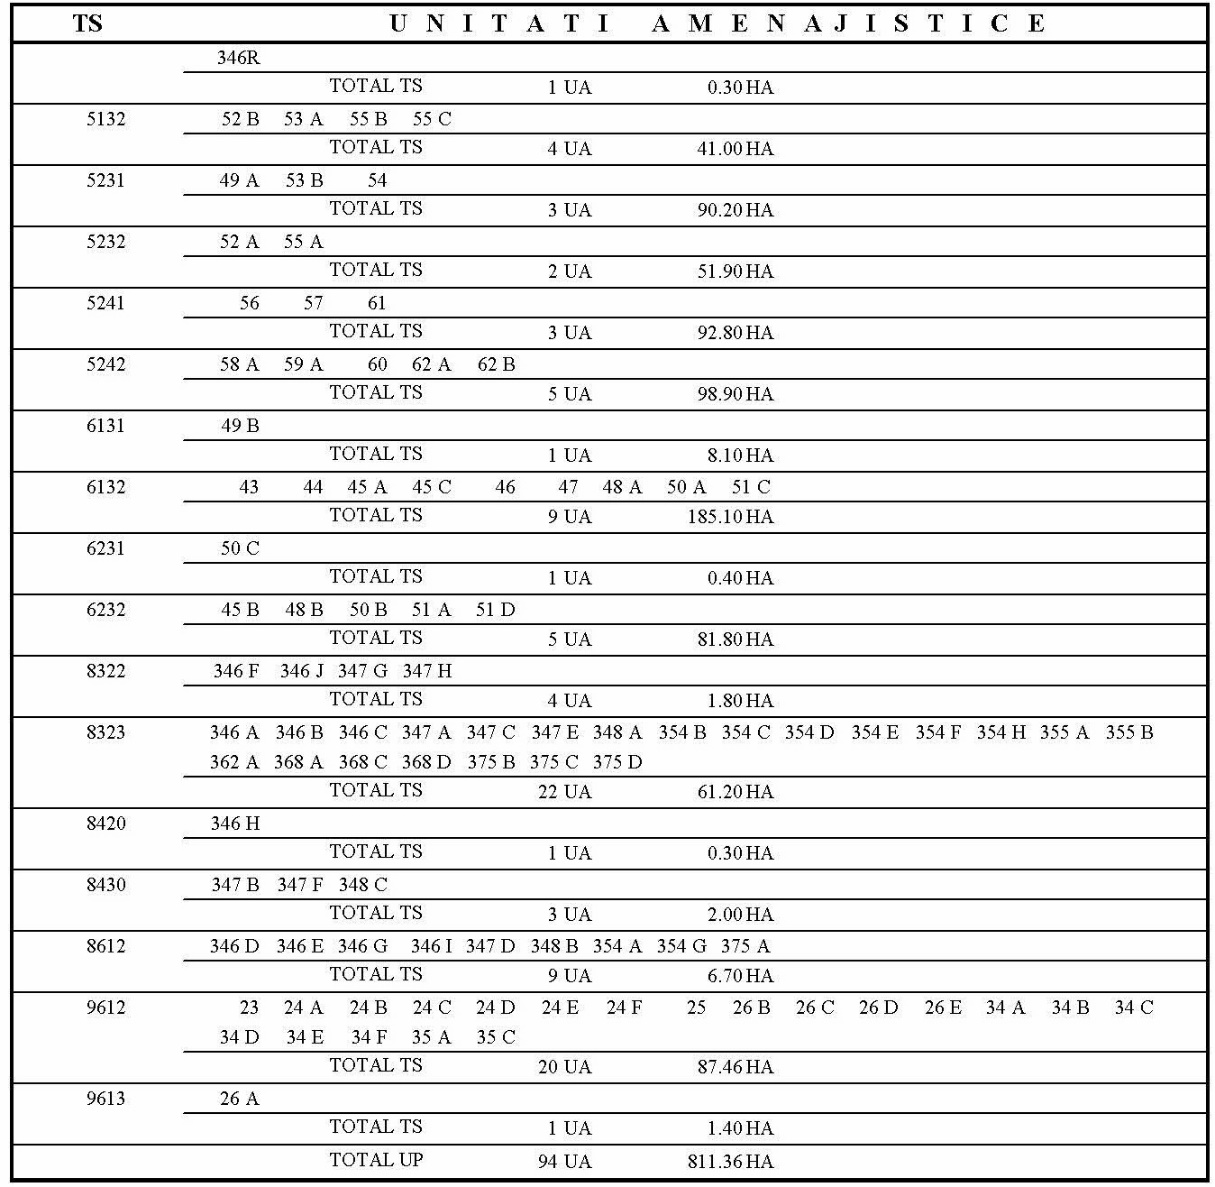 TS UNITATI AMENAJISTICE
346R
TOTAL TS 1 UA 0.30 HA
5132 52 B 53 A 55 B 55 C
TOTAL TS 4 UA 41.00 HA
5231 49 A 53 B 54
TOTAL TS 3 UA 90.20 HA
5232 52 A 55 A
TOTAL TS 2 UA 51.90 HA
5241 56 57 61
TOTAL TS 3 UA 92.80 HA
5242 58 A 59 A 60 62 A 62 B
TOTAL TS 5 UA 98.90 HA
6131 49 B
TOTAL TS 1 UA 8.10 HA
6132 43 44 45 A 45 C 46 47 48 A 50 A 51 C
TOTAL TS 9 UA 185.10 HA
6231 50 C
TOTAL TS 1 UA 0.40 HA
6232 45 B 48 B 50 B 51 A 51 D
TOTAL TS 5 UA 81.80 HA
8322 346 F 346 J 347 G 347 H
TOTAL TS 4 UA 1.80 HA
8323 346 A 346 B 346 C 347 A 347 C 347 E 348 A 354 B 354 C 354 D 354 E 354 F 354 H 355 A 355 B
362 A 368 A 368 C 368 D 375 B 375 C 375 D
TOTAL TS 22 UA 61.20 HA
8420 346 H
TOTAL TS 1 UA 0.30 HA
8430 347 B 347 F 348 C
TOTAL TS 3 UA 2.00 HA
8612 346 D 346 E 346 G 346 I 347 D 348 B 354 A 354 G 375 A
TOTAL TS 9 UA 6.70 HA
9612 23 24 A 24 B 24 C 24 D 24 E 24 F 25 26 B 26 C 26 D 26 E 34 A 34 B 34 C
34 D 34 E 34 F 35 A 35 C
TOTAL TS 20 UA 87.46 HA
9613 26 A
TOTAL TS 1 UA 1.40 HA
TOTAL UP 94 UA 811.36 HA